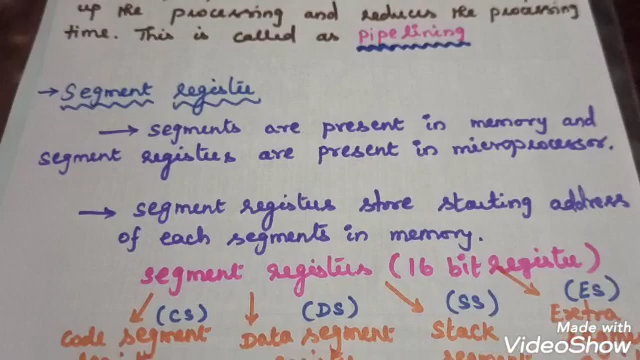 up the processing and reduces the processing
time. This is called as pipelining
→ Segment register
→ segments are present in memory and
segment registers are present in microprocessor.
→ segment registers store starting address
of each segments in memory.
segment registers (16 bit register)
(CS) (DS) (SS) (ES)
Code segment Data segment Stack Extra
Made with
VideoShow